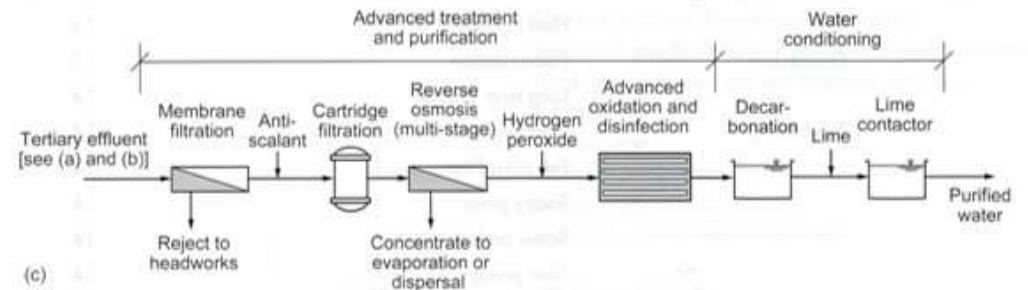 Advanced treatment
and purification
Water
conditioning
Tertiary effluent
[see (a) and (b)]
Membrane
filtration
Anti-
scalant
Cartridge
filtration
Reverse
osmosis
(multi-stage)
Hydrogen
peroxide
Advanced
oxidation and
disinfection
Decar-
bonation
Lime
Lime
contactor
Purified
water
Reject to
headworks
Concentrate to
evaporation or
dispersal
(c)